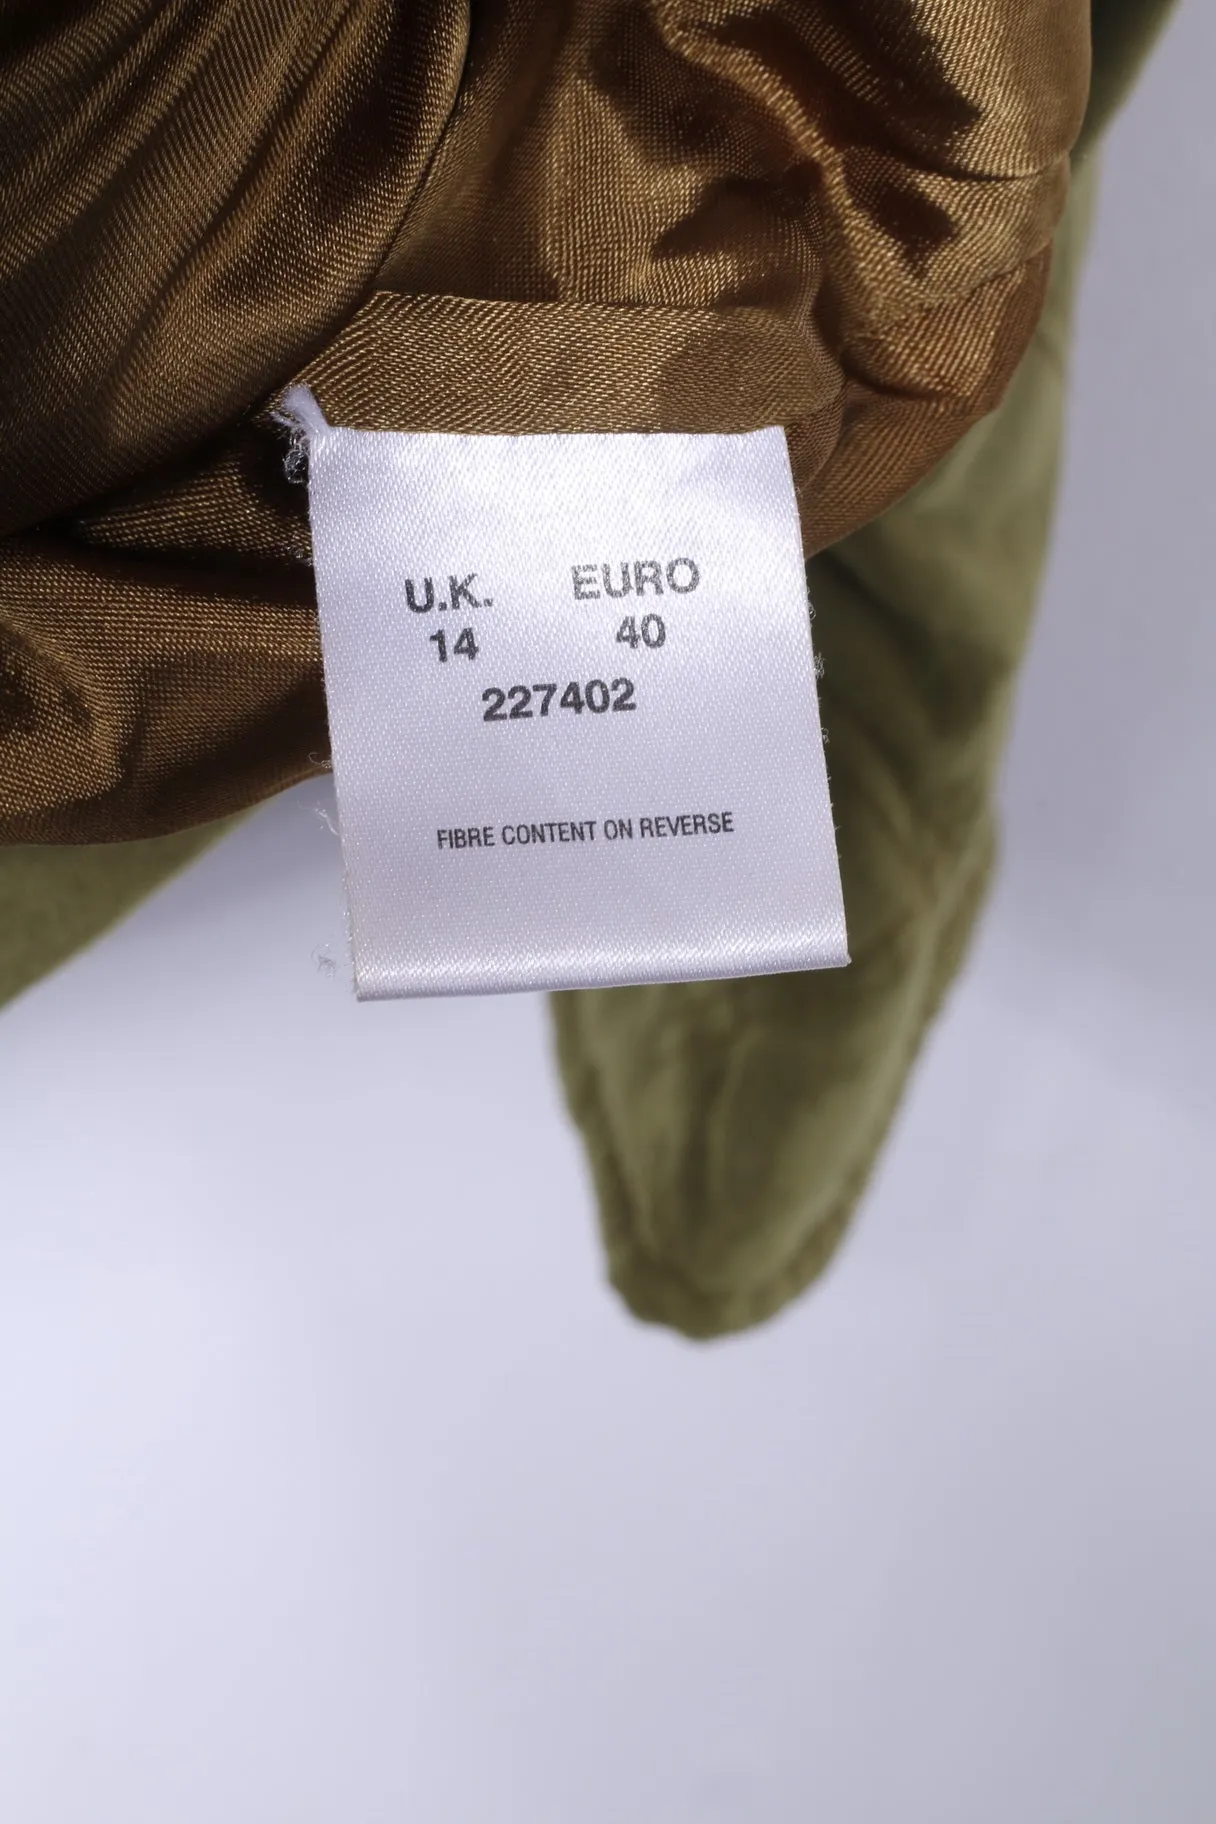 U.K. EURO
14 40
227402
FIBRE CONTENT ON REVERSE